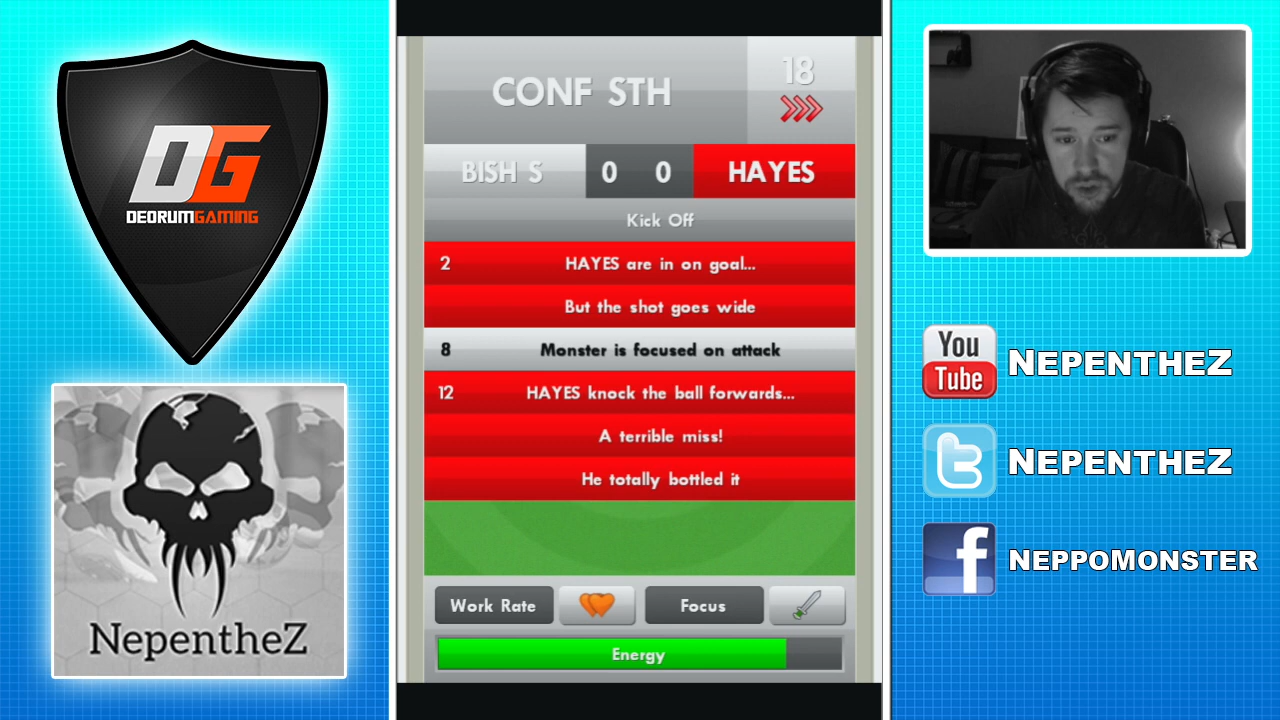 DG
DEORUMGAMING
NepentheZ
CONF STH
18
BISH S
0
0
HAYES
Kick Off
2
HAYES are in on goal...
But the shot goes wide
8
Monster is focused on attack
12
HAYES knock the ball forwards...
A terrible miss!
He totally bottled it
Work Rate
Focus
Energy
You
Tube
NEPENTHEZ
NEPENTHEZ
f
NEPPOMONSTER